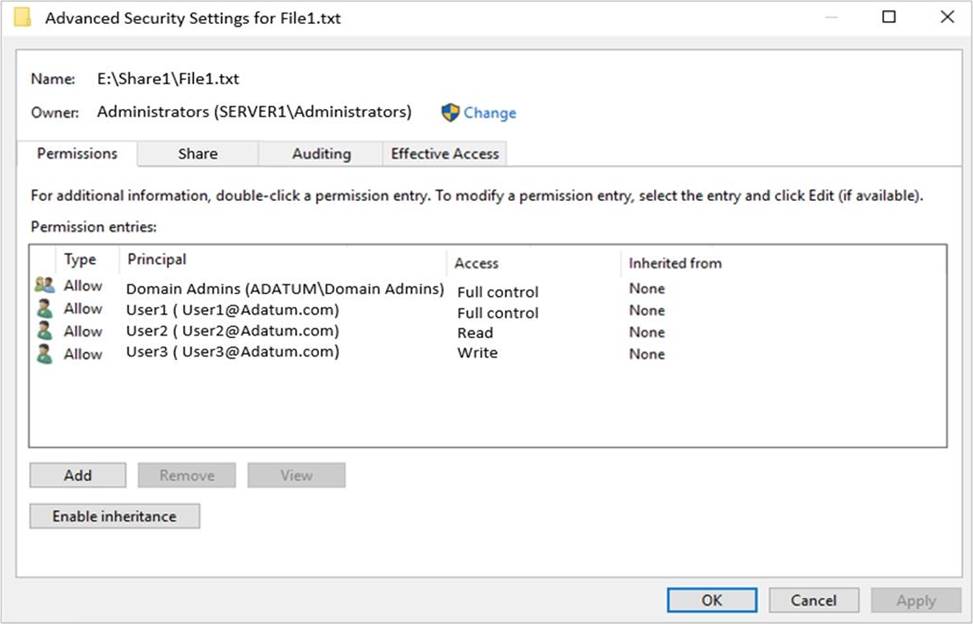 Advanced Security Settings for File1.txt
Name: E:\Share1\File1.txt
Owner: Administrators (SERVER1\Administrators) Change
Permissions Share Auditing Effective Access
For additional information, double-click a permission entry. To modify a permission entry, select the entry and click Edit (if available).
Permission entries:
Type Principal Access Inherited from
Allow Domain Admins (ADATUM\Domain Admins) Full control None
Allow User1 ( User1@Adatum.com) Full control None
Allow User2 ( User2@Adatum.com) Read None
Allow User3 ( User3@Adatum.com) Write None
Add Remove View
Enable inheritance
OK Cancel Apply